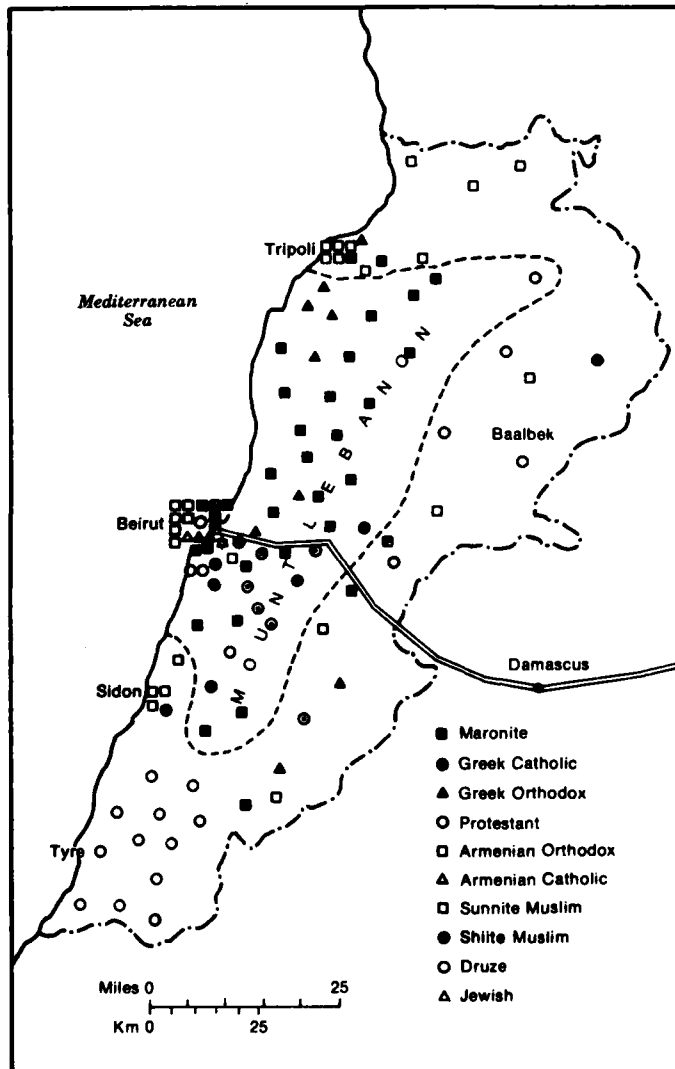 Tripoli
Mediterranean
Sea
MOUNT LEBANON
Baalbek
Beirut
Damascus
Sidon
Maronite
Greek Catholic
Greek Orthodox
Protestant
Tyre
Armenian Orthodox
Armenian Catholic
Sunnite Muslim
Shiite Muslim
Druze
Jewish
Miles 0 25
Km 0 25